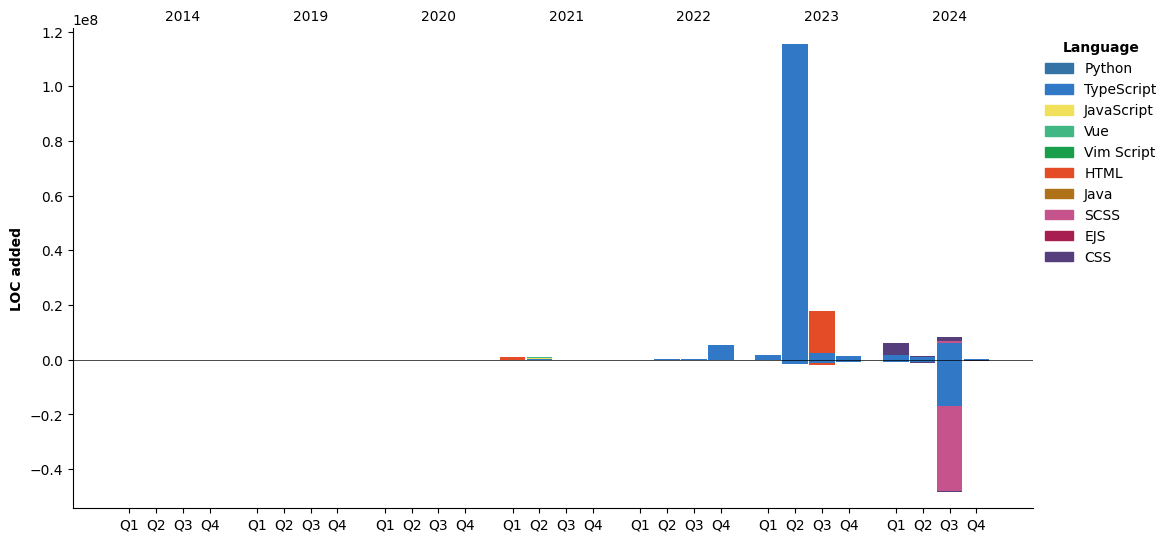 1e8
2014 2019 2020 2021 2022 2023 2024
1.2
1.0
0.8
0.6
0.4
0.2
0.0
−0.2
−0.4
LOC added
Q1 Q2 Q3 Q4 Q1 Q2 Q3 Q4 Q1 Q2 Q3 Q4 Q1 Q2 Q3 Q4 Q1 Q2 Q3 Q4 Q1 Q2 Q3 Q4 Q1 Q2 Q3 Q4
Language
Python
TypeScript
JavaScript
Vue
Vim Script
HTML
Java
SCSS
EJS
CSS